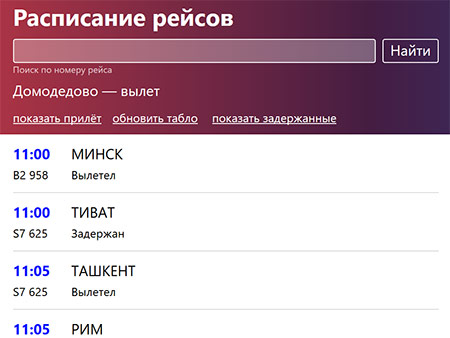 Расписание рейсов
Найти
Поиск по номеру рейса
Домодедово — вылет
показать прилёт обновить табло показать задержанные
11:00 МИНСК
B2 958 Вылетел
11:00 ТИВАТ
S7 625 Задержан
11:05 ТАШКЕНТ
S7 625 Вылетел
11:05 РИМ